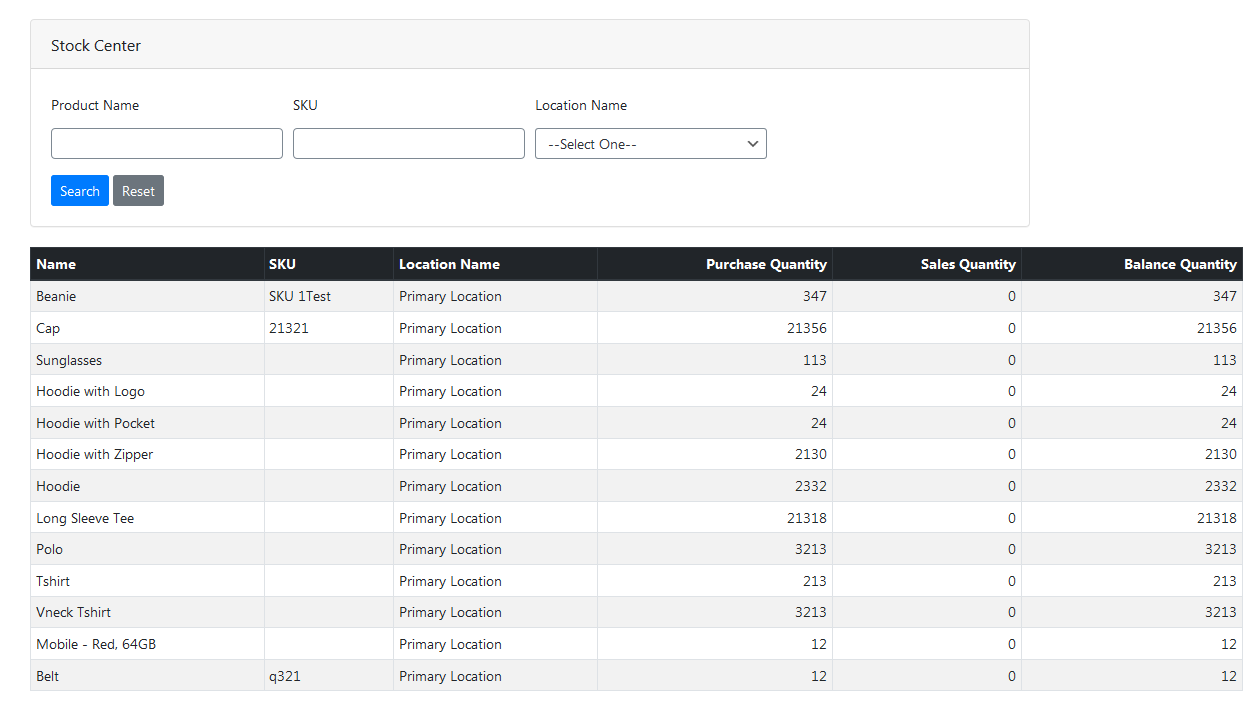 Stock Center
Product Name SKU Location Name
--Select One--
Search Reset
Name SKU Location Name Purchase Quantity Sales Quantity Balance Quantity
Beanie SKU 1Test Primary Location 347 0 347
Cap 21321 Primary Location 21356 0 21356
Sunglasses Primary Location 113 0 113
Hoodie with Logo Primary Location 24 0 24
Hoodie with Pocket Primary Location 24 0 24
Hoodie with Zipper Primary Location 2130 0 2130
Hoodie Primary Location 2332 0 2332
Long Sleeve Tee Primary Location 21318 0 21318
Polo Primary Location 3213 0 3213
Tshirt Primary Location 213 0 213
Vneck Tshirt Primary Location 3213 0 3213
Mobile - Red, 64GB Primary Location 12 0 12
Belt q321 Primary Location 12 0 12